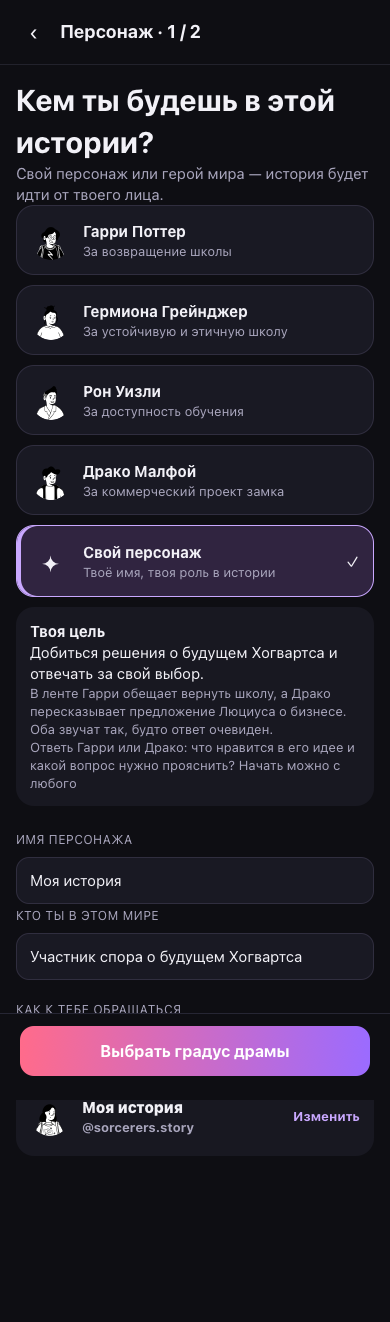 Персонаж · 1 / 2
Кем ты будешь в этой
истории?
Свой персонаж или герой мира — история будет
идти от твоего лица.
Гарри Поттер
За возвращение школы
Гермиона Грейнджер
За устойчивую и этичную школу
Рон Уизли
За доступность обучения
Драко Малфой
За коммерческий проект замка
Свой персонаж
Твоё имя, твоя роль в истории
Твоя цель
Добиться решения о будущем Хогвартса и
отвечать за свой выбор.
В ленте Гарри обещает вернуть школу, а Драко
пересказывает предложение Люциуса о бизнесе.
Оба звучат так, будто ответ очевиден.
Ответь Гарри или Драко: что нравится в его идее и
какой вопрос нужно прояснить? Начать можно с
любого
ИМЯ ПЕРСОНАЖА
Моя история
КТО ТЫ В ЭТОМ МИРЕ
Участник спора о будущем Хогвартса
КАК К ТЕБЕ ОБРАЩАТЬСЯ
Выбрать градус драмы
Моя история
@sorcerers.story
Изменить